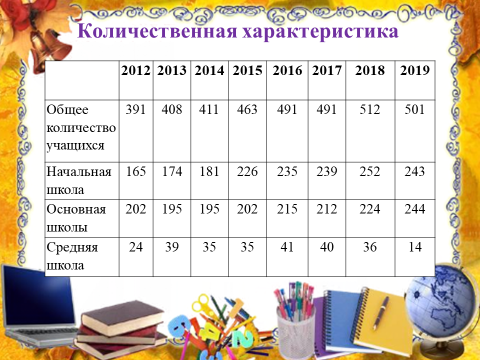 Количественная характеристика
2012 2013 2014 2015 2016 2017 2018 2019
Общее количество учащихся 391 408 411 463 491 491 512 501
Начальная школа 165 174 181 226 235 239 252 243
Основная школы 202 195 195 202 215 212 224 244
Средняя школа 24 39 35 35 41 40 36 14